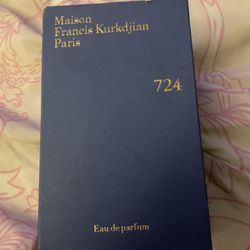 Maison
Francis Kurkdjian
Paris
724
Eau de parfum